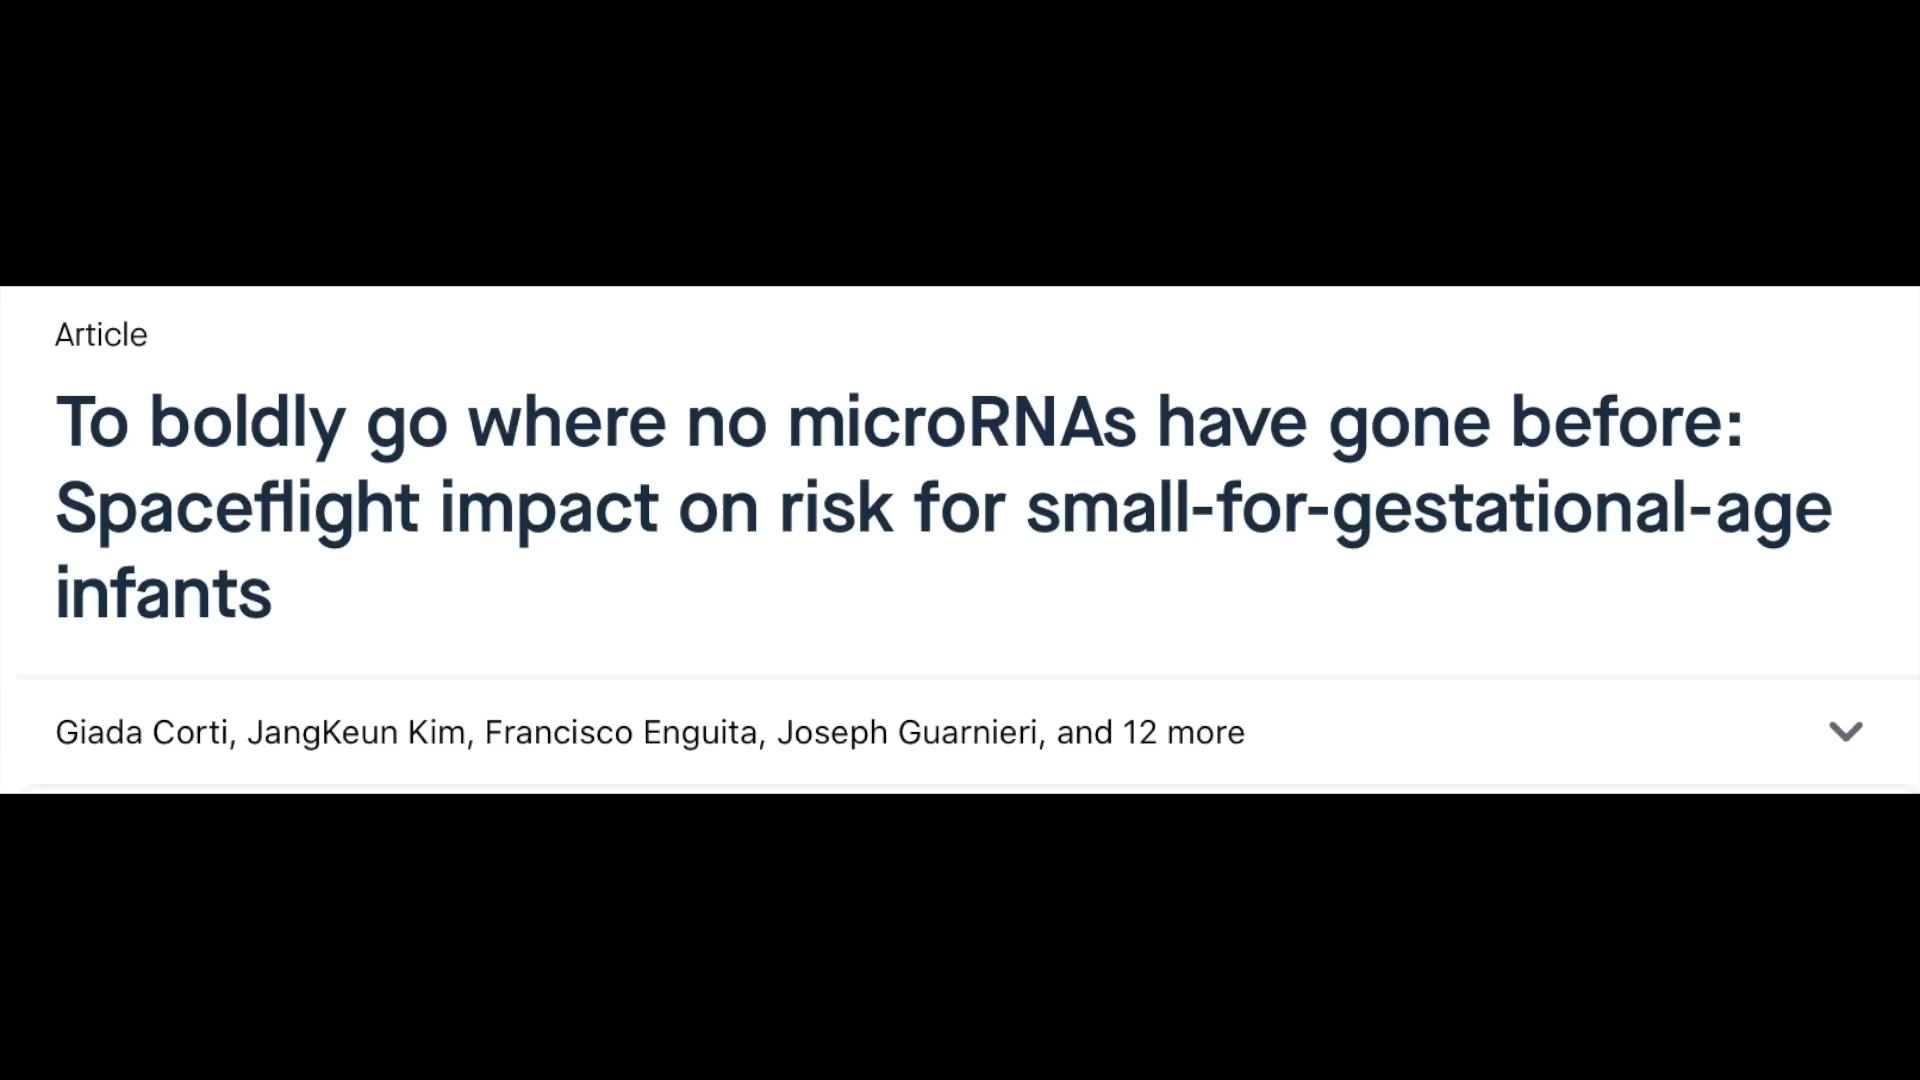 Article
To boldly go where no microRNAs have gone before:
Spaceflight impact on risk for small-for-gestational-age
infants
Giada Corti, JangKeun Kim, Francisco Enguita, Joseph Guarnieri, and 12 more